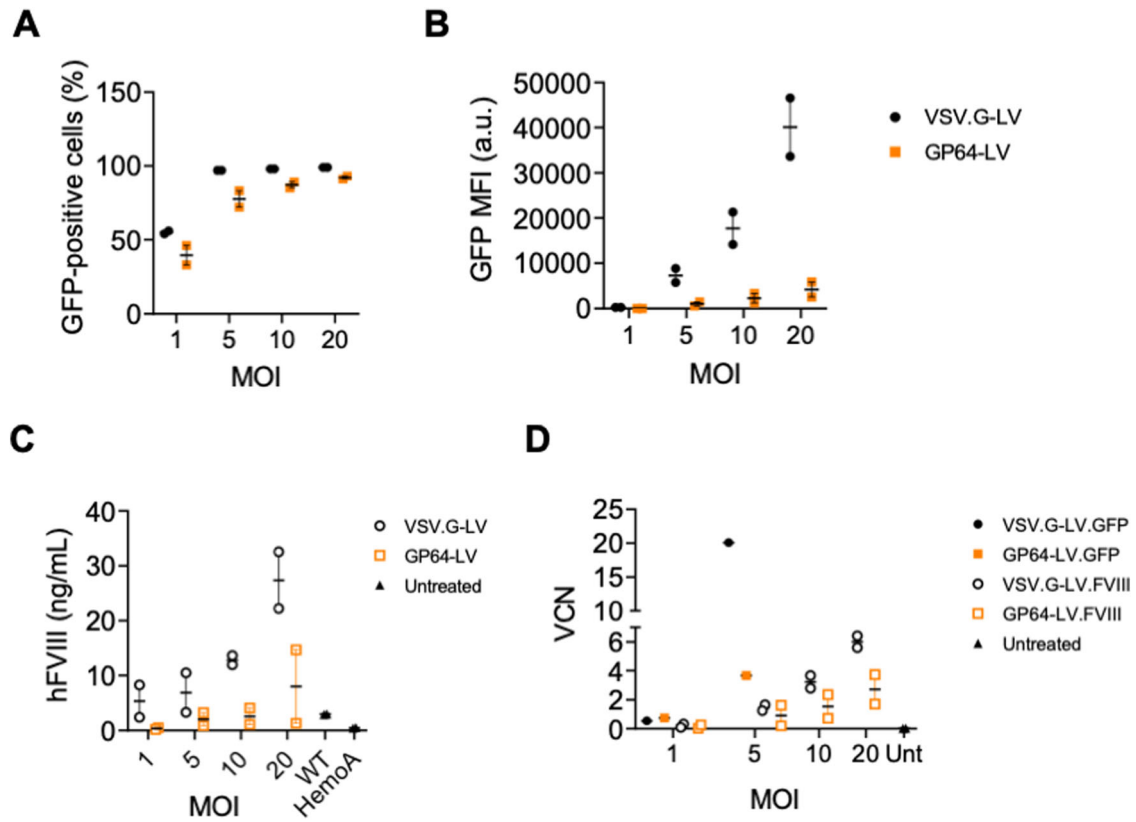 A
GFP-positive cells (%)
150
100
50
0
1 5 10 20
MOI
B
GFP MFI (a.u.)
50000
40000
30000
20000
10000
0
1 5 10 20
MOI
VSV.G-LV
GP64-LV
C
hFVIII (ng/mL)
40
30
20
10
0
1 5 10 20 WT HemoA
MOI
VSV.G-LV
GP64-LV
Untreated
D
VCN
25
20
15
10
6
4
2
0
1 5 10 20 Unt
MOI
VSV.G-LV.GFP
GP64-LV.GFP
VSV.G-LV.FVIII
GP64-LV.FVIII
Untreated